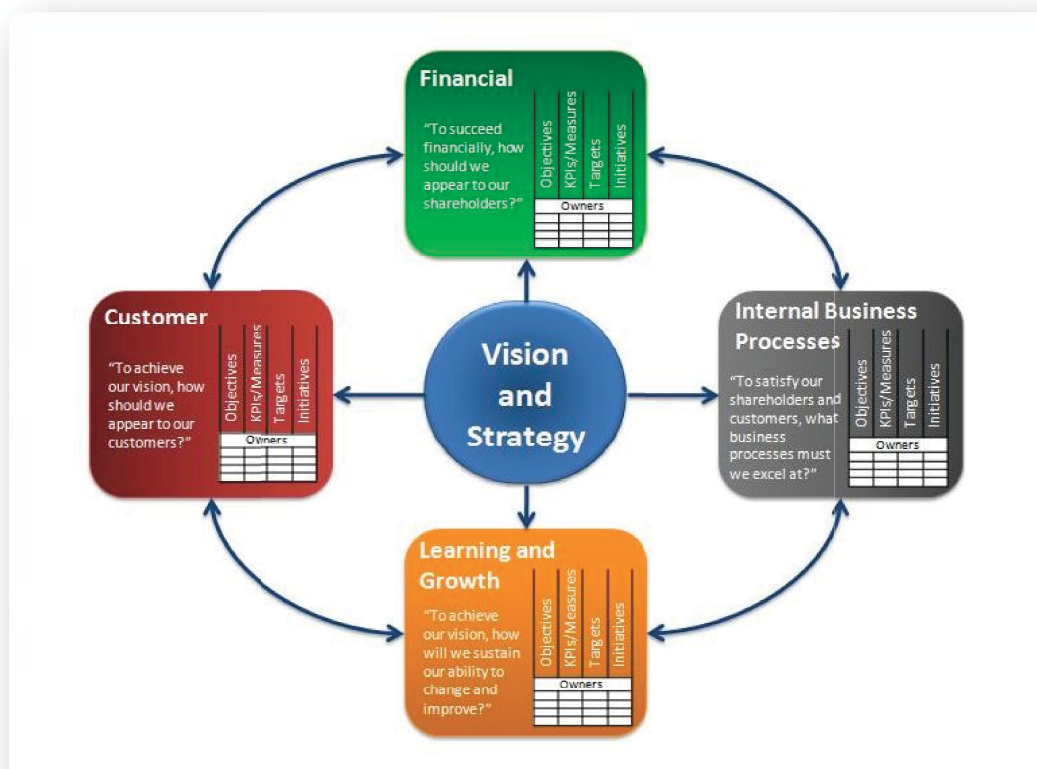 Financial
“To succeed
financially, how
should we
appear to our
shareholders?”
Objectives
KPIs/Measures
Targets
Initiatives
Owners
Customer
“To achieve
our vision, how
should we
appear to our
customers?”
Objectives
KPIs/Measures
Targets
Initiatives
Owners
Vision
and
Strategy
Internal Business
Processes
“To satisfy our
shareholders and
customers, what
business
processes must
we excel at?”
Objectives
KPIs/Measures
Targets
Initiatives
Owners
Learning and
Growth
“To achieve
our vision, how
will we sustain
our ability to
change and
improve?”
Objectives
KPIs/Measures
Targets
Initiatives
Owners